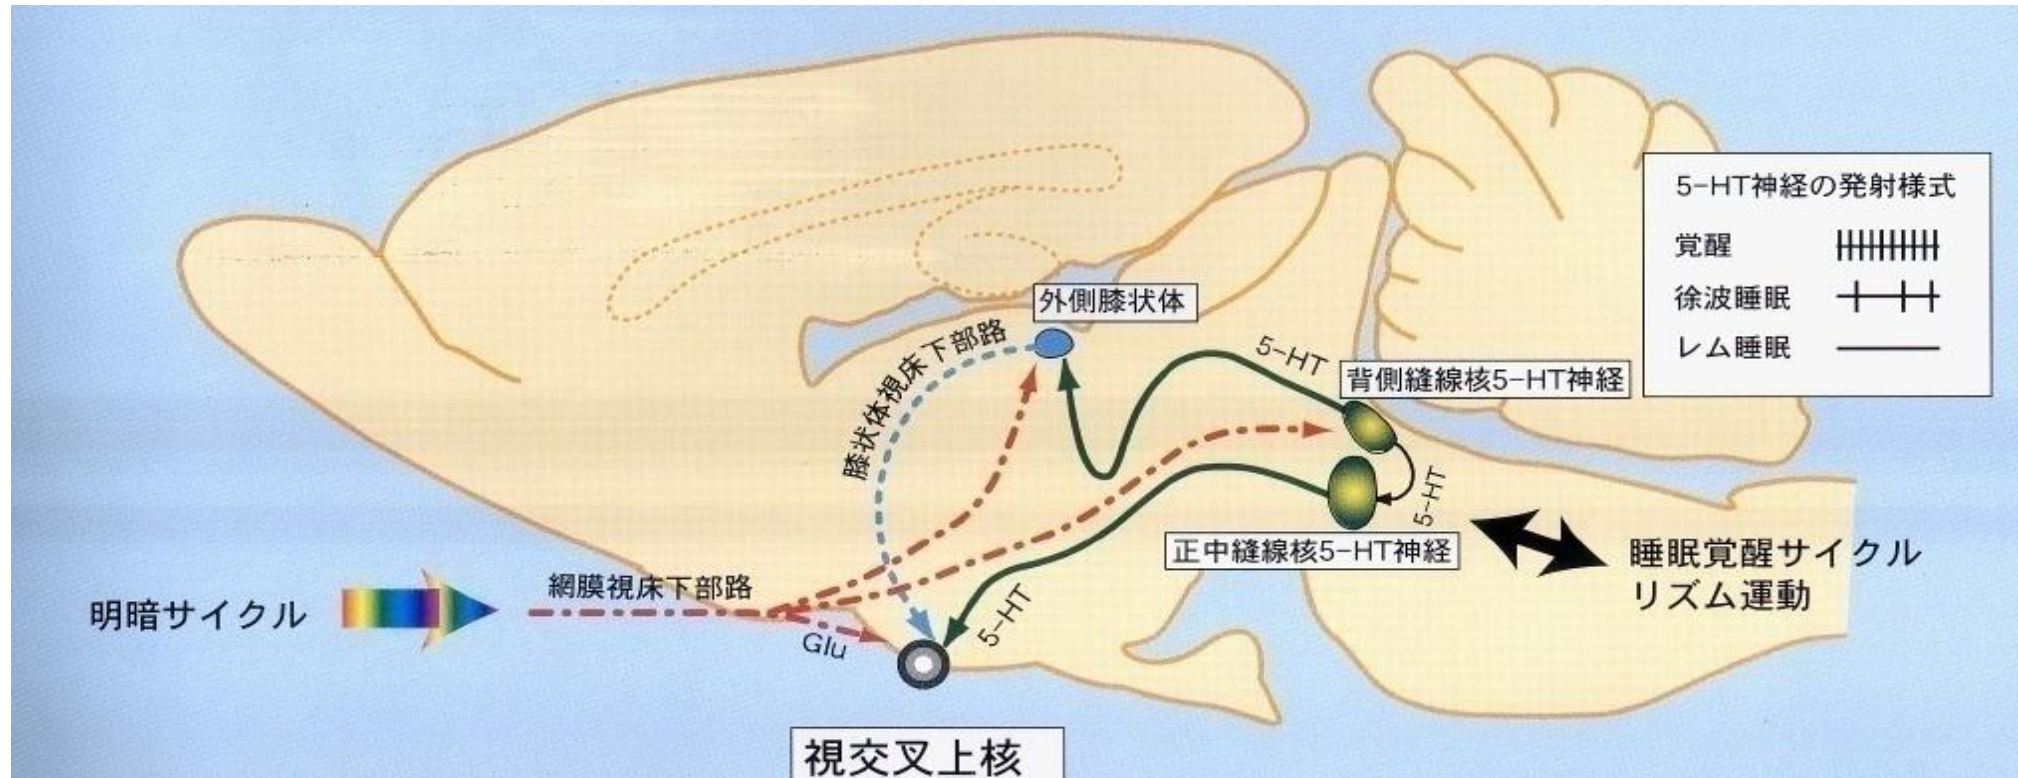 5-HT神経の発射様式
覚醒
徐波睡眠
レム睡眠
外側膝状体
膝状体視床下部路
5-HT
背側縫線核5-HT神経
5-HT
正中縫線核5-HT神経
睡眠覚醒サイクル
リズム運動
明暗サイクル
網膜視床下部路
Glu
5-HT
視交叉上核